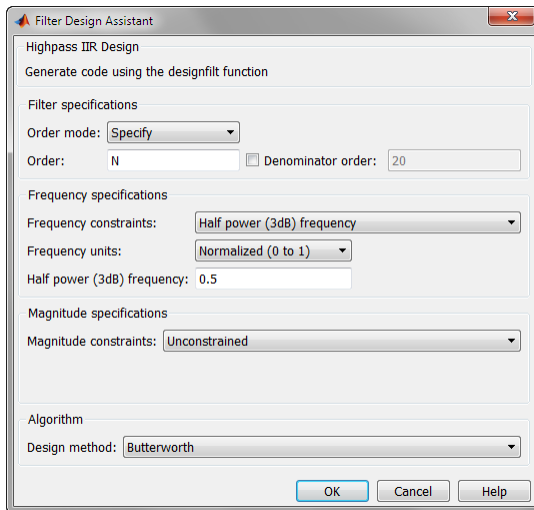 Filter Design Assistant
Highpass IIR Design
Generate code using the designfilt function
Filter specifications
Order mode: Specify
Order: N Denominator order: 20
Frequency specifications
Frequency constraints: Half power (3dB) frequency
Frequency units: Normalized (0 to 1)
Half power (3dB) frequency: 0.5
Magnitude specifications
Magnitude constraints: Unconstrained
Algorithm
Design method: Butterworth
OK Cancel Help